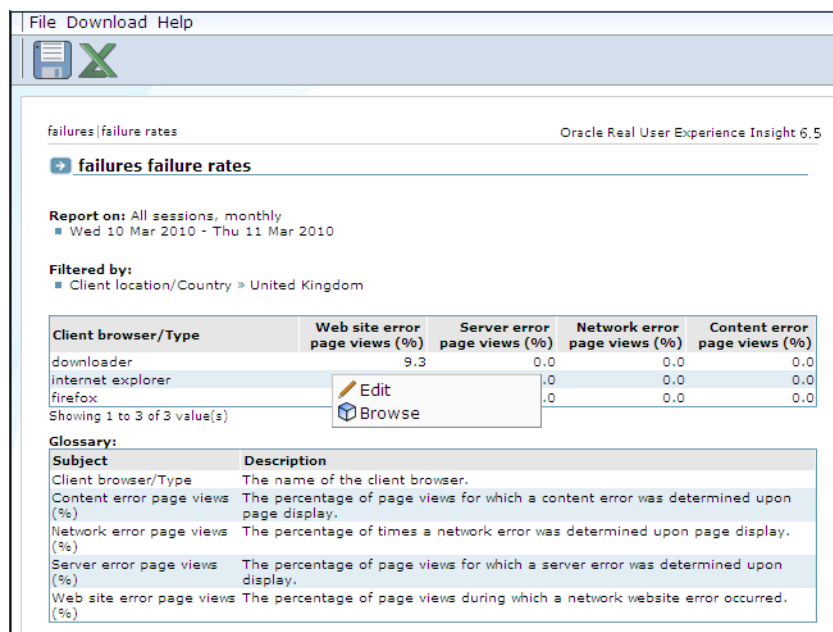 File Download Help
failures|failure rates
Oracle Real User Experience Insight 6.5
failures failure rates
Report on: All sessions, monthly
Wed 10 Mar 2010 - Thu 11 Mar 2010
Filtered by:
Client location/Country » United Kingdom
Client browser/Type Web site error page views (%) Server error page views (%) Network error page views (%) Content error page views (%)
downloader 9.3 0.0 0.0 0.0
internet explorer .0 0.0 0.0
firefox .0 0.0 0.0
Edit
Browse
Showing 1 to 3 of 3 value(s)
Glossary:
Subject Description
Client browser/Type The name of the client browser.
Content error page views (%) The percentage of page views for which a content error was determined upon
page display.
Network error page views (%) The percentage of times a network error was determined upon page display.
Server error page views (%) The percentage of page views for which a server error was determined upon
display.
Web site error page views (%) The percentage of page views during which a network website error occurred.